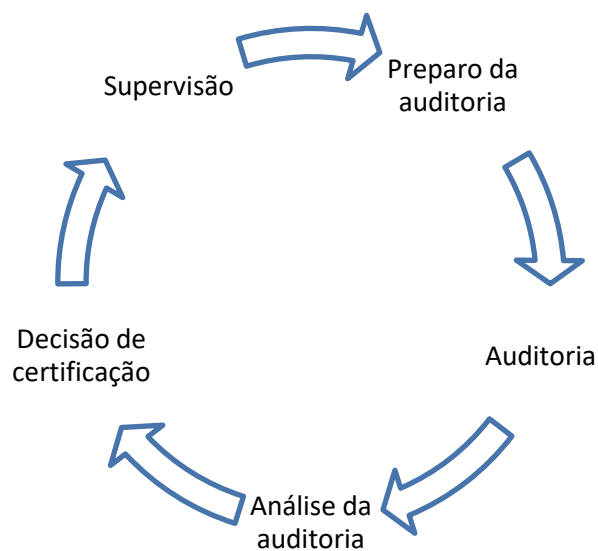 Supervisão
Preparo da
auditoria
Auditoria
Análise da
auditoria
Decisão de
certificação